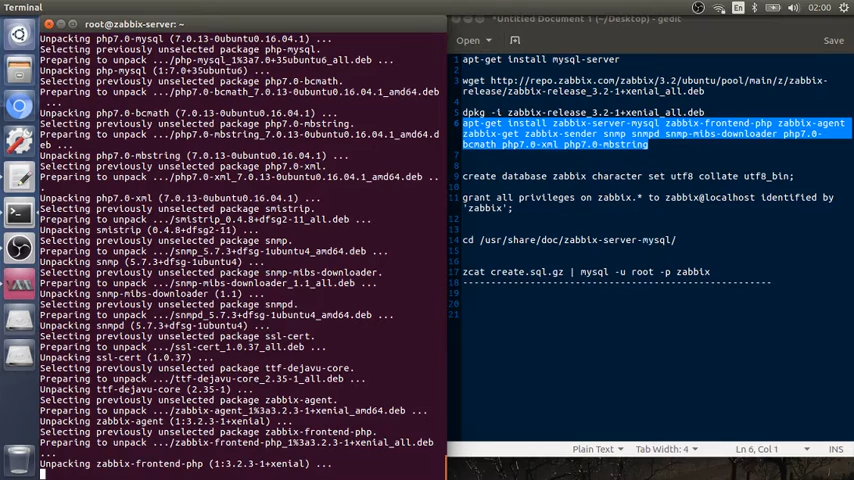 Terminal
En
02:00
root@zabbix-server: ~
Unpacking php7.0-mysql (7.0.13-0ubuntu0.16.04.1) ...
Selecting previously unselected package php-mysql.
Preparing to unpack .../php-mysql_1%3a7.0+35ubuntu6_all.deb ...
Unpacking php-mysql (1:7.0+35ubuntu6) ...
Selecting previously unselected package php7.0-bcmath.
Preparing to unpack .../php7.0-bcmath_7.0.13-0ubuntu0.16.04.1_amd64.deb
...
Unpacking php7.0-bcmath (7.0.13-0ubuntu0.16.04.1) ...
Selecting previously unselected package php7.0-mbstring.
Preparing to unpack .../php7.0-mbstring_7.0.13-0ubuntu0.16.04.1_amd64.d
eb ...
Unpacking php7.0-mbstring (7.0.13-0ubuntu0.16.04.1) ...
Selecting previously unselected package php7.0-xml.
Preparing to unpack .../php7.0-xml_7.0.13-0ubuntu0.16.04.1_amd64.deb ..
.
Unpacking php7.0-xml (7.0.13-0ubuntu0.16.04.1) ...
Selecting previously unselected package smistrip.
Preparing to unpack .../smistrip_0.4.8+dfsg2-11_all.deb ...
Unpacking smistrip (0.4.8+dfsg2-11) ...
Selecting previously unselected package snmp.
Preparing to unpack .../snmp_5.7.3+dfsg-1ubuntu4_amd64.deb ...
Unpacking snmp (5.7.3+dfsg-1ubuntu4) ...
Selecting previously unselected package snmp-mibs-downloader.
Preparing to unpack .../snmp-mibs-downloader_1.1_all.deb ...
Unpacking snmp-mibs-downloader (1.1) ...
Selecting previously unselected package snmpd.
Preparing to unpack .../snmpd_5.7.3+dfsg-1ubuntu4_amd64.deb ...
Unpacking snmpd (5.7.3+dfsg-1ubuntu4) ...
Selecting previously unselected package ssl-cert.
Preparing to unpack .../ssl-cert_1.0.37_all.deb ...
Unpacking ssl-cert (1.0.37) ...
Selecting previously unselected package ttf-dejavu-core.
Preparing to unpack .../ttf-dejavu-core_2.35-1_all.deb ...
Unpacking ttf-dejavu-core (2.35-1) ...
Selecting previously unselected package zabbix-agent.
Preparing to unpack .../zabbix-agent_1%3a3.2.3-1+xenial_amd64.deb ...
Unpacking zabbix-agent (1:3.2.3-1+xenial) ...
Selecting previously unselected package zabbix-frontend-php.
Preparing to unpack .../zabbix-frontend-php_1%3a3.2.3-1+xenial_all.deb
...
Unpacking zabbix-frontend-php (1:3.2.3-1+xenial) ...
*Untitled Document 1 (~/Desktop) - gedit
Open
Save
1 apt-get install mysql-server
2
3 wget http://repo.zabbix.com/zabbix/3.2/ubuntu/pool/main/z/zabbix-
release/zabbix-release_3.2-1+xenial_all.deb
4
5 dpkg -i zabbix-release_3.2-1+xenial_all.deb
6 apt-get install zabbix-server-mysql zabbix-frontend-php zabbix-agent
zabbix-get zabbix-sender snmp snmpd snmp-mibs-downloader php7.0-
bcmath php7.0-xml php7.0-mbstring
7
8
9 create database zabbix character set utf8 collate utf8_bin;
10
11 grant all privileges on zabbix.* to zabbix@localhost identified by
'zabbix';
12
13
14 cd /usr/share/doc/zabbix-server-mysql/
15
16
17 zcat create.sql.gz | mysql -u root -p zabbix
18 -------------------------------------------------------
19
20
21
Plain Text
Tab Width: 4
Ln 6, Col 1
INS